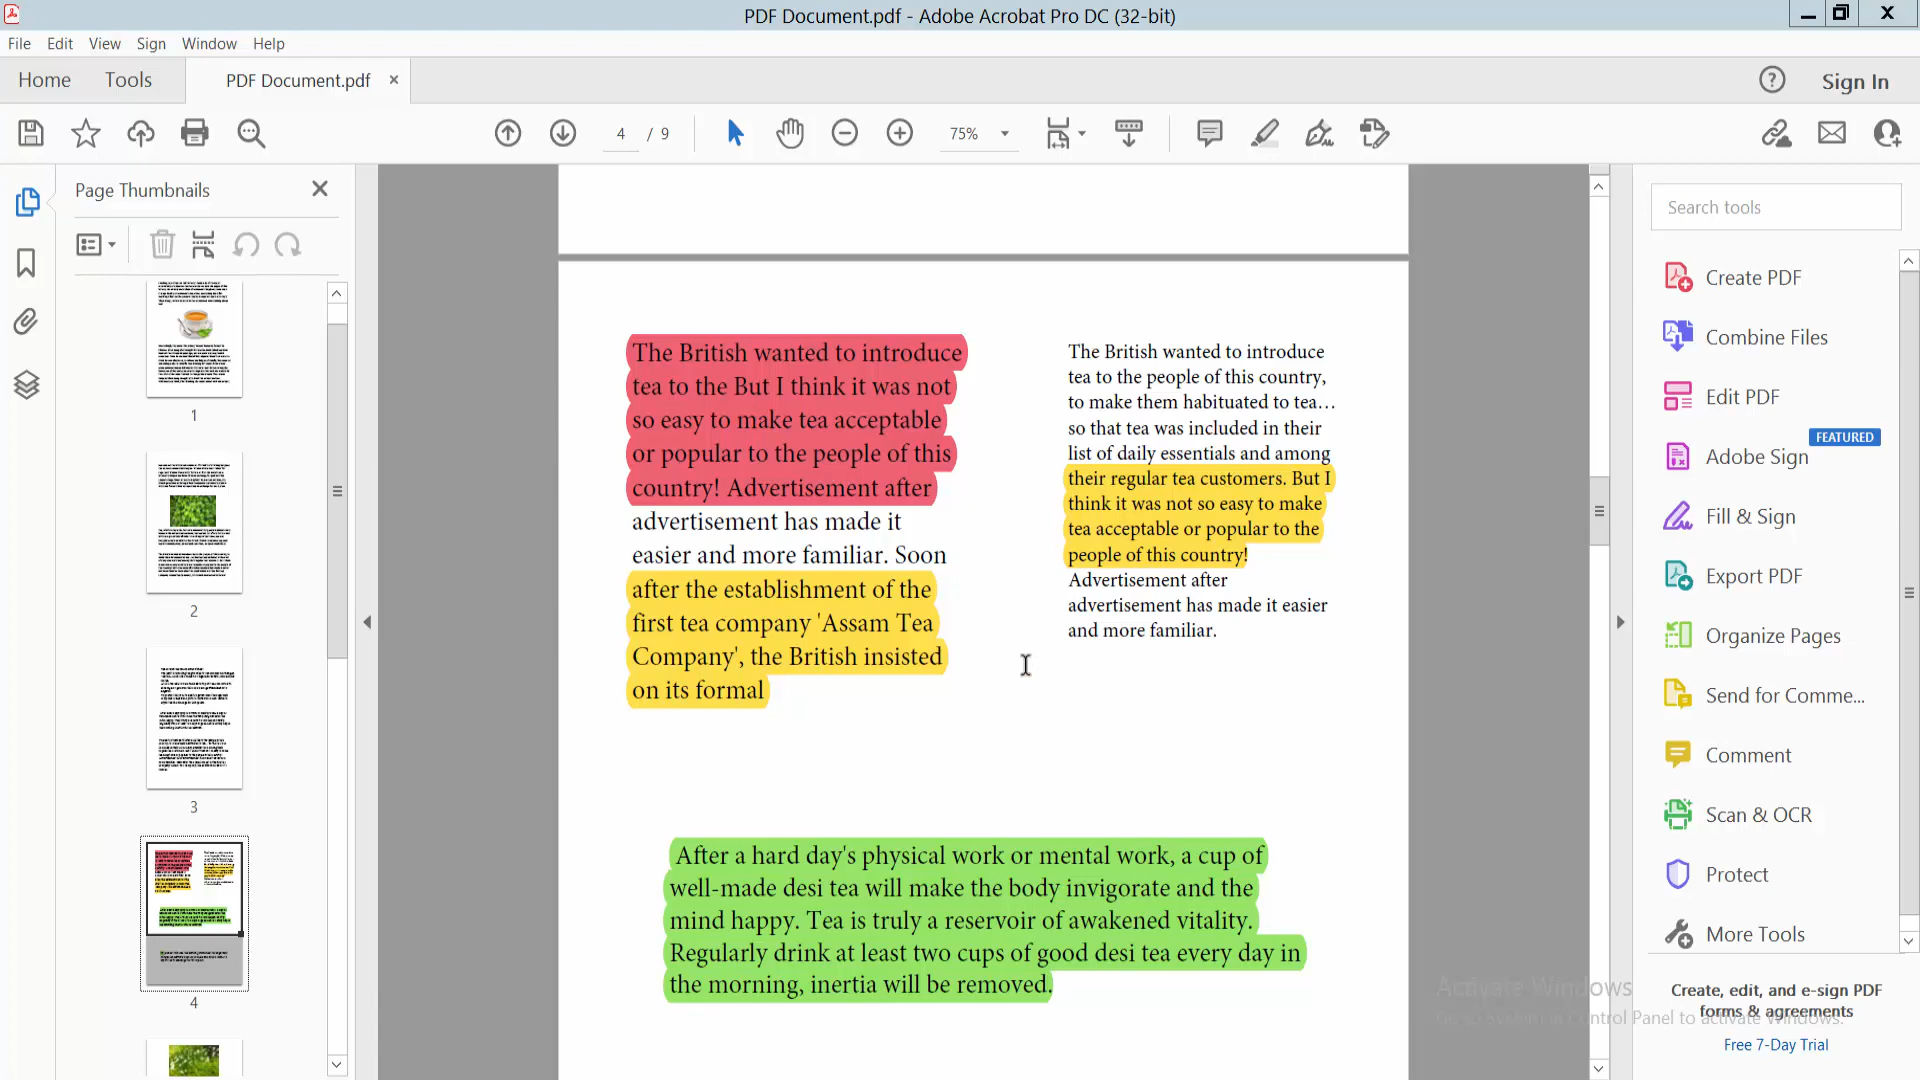 PDF Document.pdf - Adobe Acrobat Pro DC (32-bit)
File Edit View Sign Window Help
Home Tools PDF Document.pdf × Sign In
4 / 9 75%
Page Thumbnails
1
2
3
4
The British wanted to introduce
tea to the But I think it was not
so easy to make tea acceptable
or popular to the people of this
country! Advertisement after
advertisement has made it
easier and more familiar. Soon
after the establishment of the
first tea company 'Assam Tea
Company', the British insisted
on its formal
The British wanted to introduce
tea to the people of this country,
to make them habituated to tea…
so that tea was included in their
list of daily essentials and among
their regular tea customers. But I
think it was not so easy to make
tea acceptable or popular to the
people of this country!
Advertisement after
advertisement has made it easier
and more familiar.
After a hard day's physical work or mental work, a cup of
well-made desi tea will make the body invigorate and the
mind happy. Tea is truly a reservoir of awakened vitality.
Regularly drink at least two cups of good desi tea every day in
the morning, inertia will be removed.
Search tools
Create PDF
Combine Files
Edit PDF
FEATURED
Adobe Sign
Fill & Sign
Export PDF
Organize Pages
Send for Comme...
Comment
Scan & OCR
Protect
More Tools
Activate Windows
Control Panel to activate Windows.
Create, edit, and e-sign PDF
forms & agreements
Free 7-Day Trial